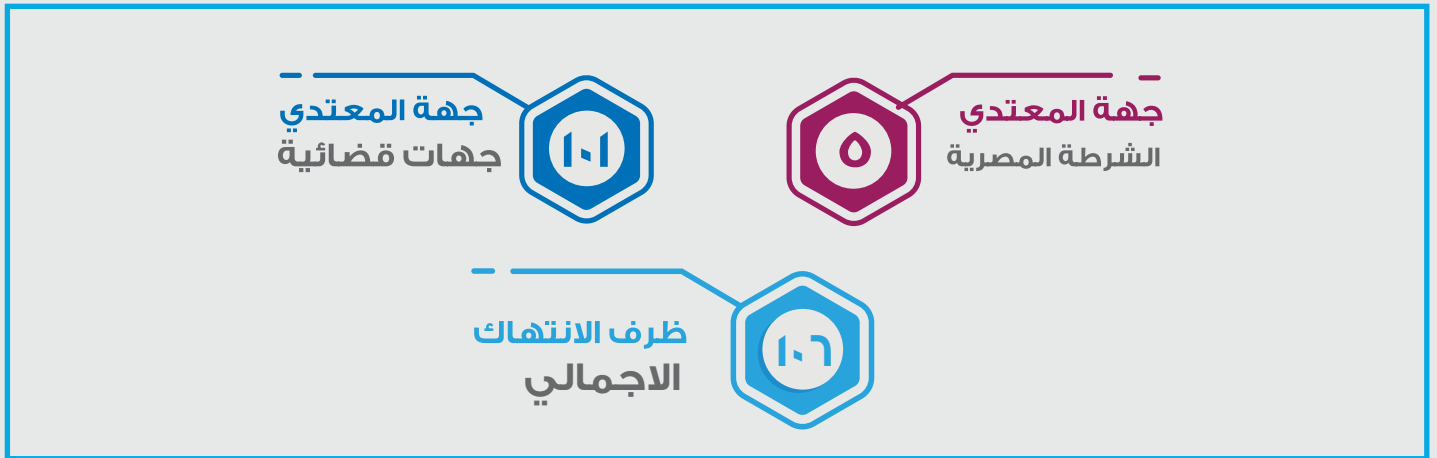 جهة المعتدي
الشرطة المصرية
٥
جهة المعتدي
جهات قضائية
١٠١
ظرف الانتهاك
الاجمالي
١٠٦